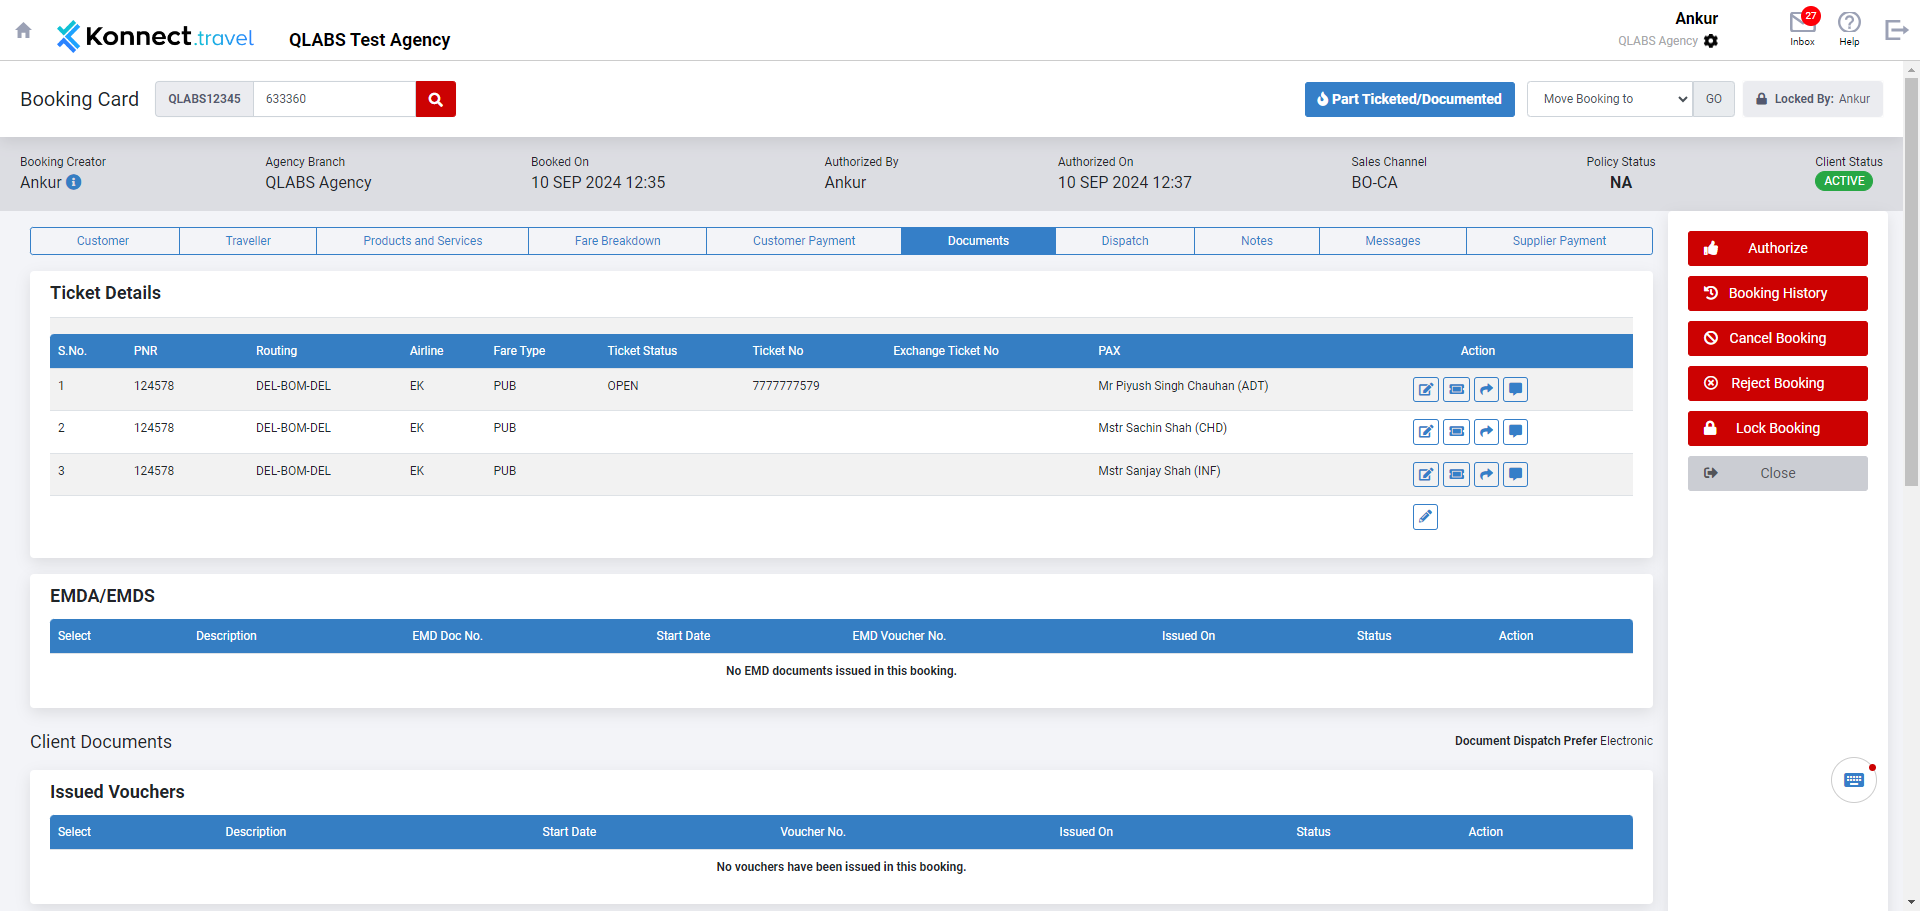 Konnect.travel
QLABS Test Agency
Ankur
QLABS Agency
27
Inbox
Help
Booking Card
QLABS12345
633360
Part Ticketed/Documented
Move Booking to
GO
Locked By: Ankur
Booking Creator
Ankur
Agency Branch
QLABS Agency
Booked On
10 SEP 2024 12:35
Authorized By
Ankur
Authorized On
10 SEP 2024 12:37
Sales Channel
BO-CA
Policy Status
NA
Client Status
ACTIVE
Customer Traveller Products and Services Fare Breakdown Customer Payment Documents Dispatch Notes Messages Supplier Payment
Authorize
Booking History
Cancel Booking
Reject Booking
Lock Booking
Close
Ticket Details
S.No. PNR Routing Airline Fare Type Ticket Status Ticket No Exchange Ticket No PAX Action
1 124578 DEL-BOM-DEL EK PUB OPEN 7777777579 Mr Piyush Singh Chauhan (ADT)
2 124578 DEL-BOM-DEL EK PUB Mstr Sachin Shah (CHD)
3 124578 DEL-BOM-DEL EK PUB Mstr Sanjay Shah (INF)
EMDA/EMDS
Select Description EMD Doc No. Start Date EMD Voucher No. Issued On Status Action
No EMD documents issued in this booking.
Client Documents
Document Dispatch Prefer Electronic
Issued Vouchers
Select Description Start Date Voucher No. Issued On Status Action
No vouchers have been issued in this booking.